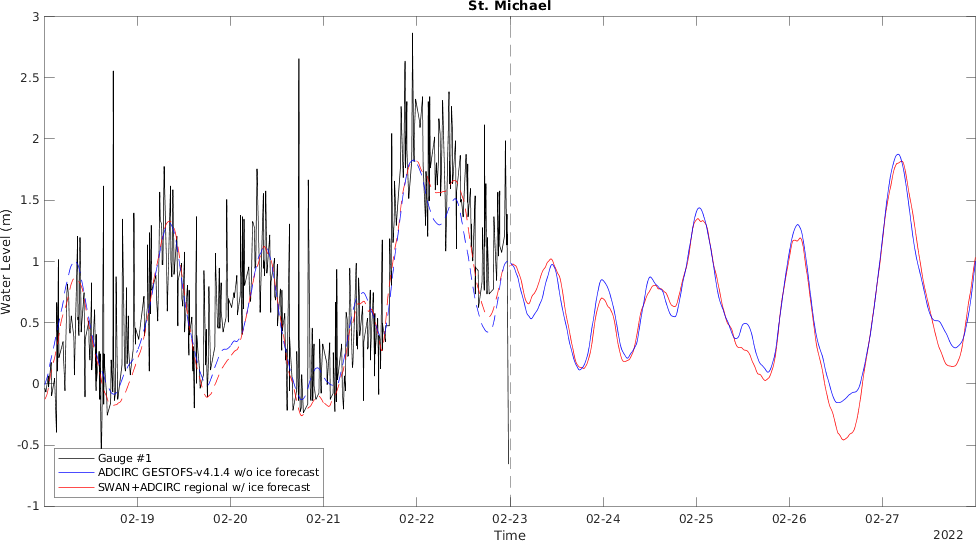 St. Michael
3
2.5
2
1.5
1
0.5
0
-0.5
-1
Water Level (m)
Gauge #1
ADCIRC GESTOFS-v4.1.4 w/o ice forecast
SWAN+ADCIRC regional w/ ice forecast
02-19 02-20 02-21 02-22 02-23 02-24 02-25 02-26 02-27
Time
2022